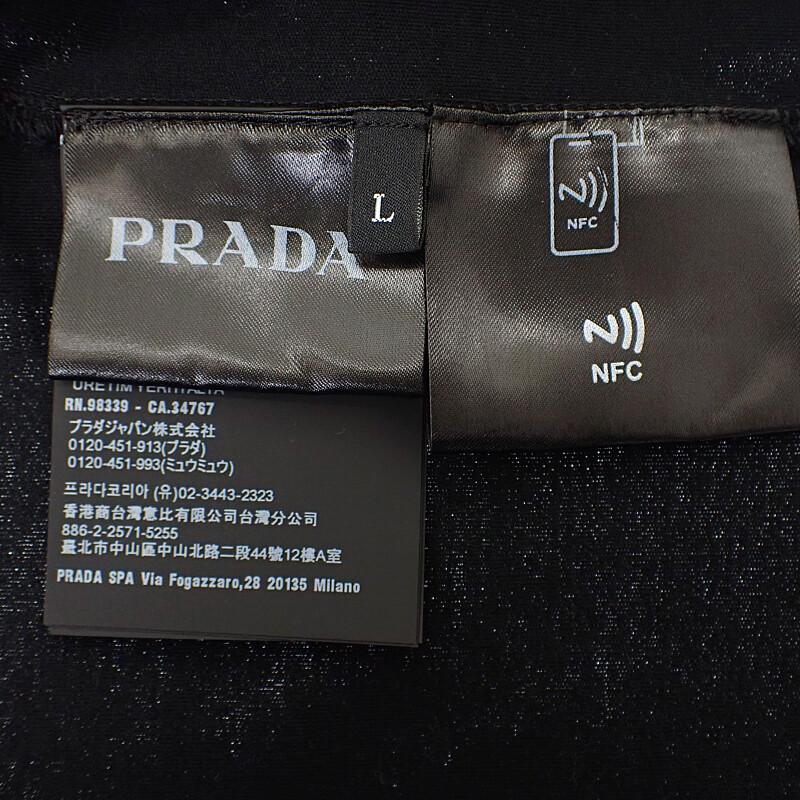 PRADA
L
NFC
NFC
URETIM YERI:ITALYA
RN.98339 - CA.34767
プラダジャパン株式会社
0120-451-913(プラダ)
0120-451-993(ミュウミュウ)
프라다코리아 (유)02-3443-2323
香港商台灣意比有限公司台灣分公司
886-2-2571-5255
臺北市中山區中山北路二段44號12樓A室
PRADA SPA Via Fogazzaro,28 20135 Milano